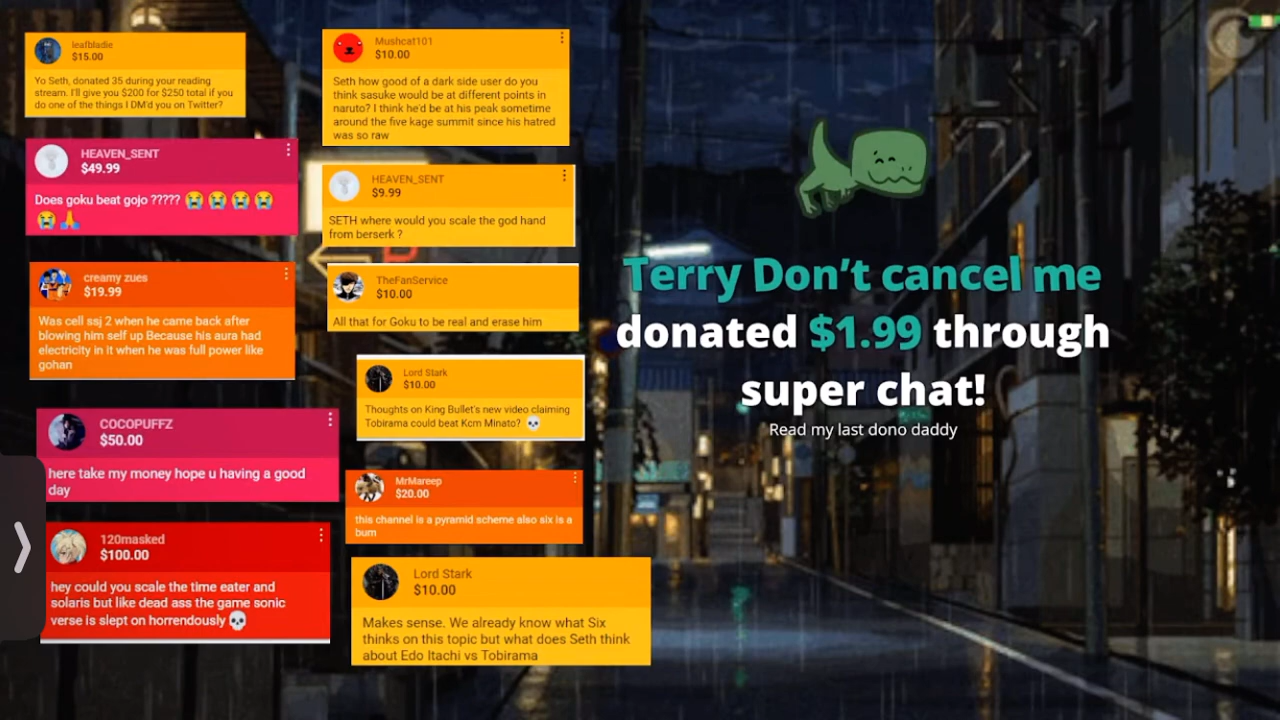 leafbladie
$15.00
Yo Seth, donated 35 during your reading
stream. I'll give you $200 for $250 total if you
do one of the things I DM'd you on Twitter?
HEAVEN_SENT
$49.99
Does goku beat gojo ????? 😭 😭 😭 😭
😭 🙏
creamy zues
$19.99
Was cell ssj 2 when he came back after
blowing him self up Because his aura had
electricity in it when he was full power like
gohan
COCOPUFFZ
$50.00
here take my money hope u having a good
day
120masked
$100.00
hey could you scale the time eater and
solaris but like dead ass the game sonic
verse is slept on horrendously 💀
Mushcat101
$10.00
Seth how good of a dark side user do you
think sasuke would be at different points in
naruto? I think he'd be at his peak sometime
around the five kage summit since his hatred
was so raw
HEAVEN_SENT
$9.99
SETH where would you scale the god hand
from berserk ?
TheFanService
$10.00
All that for Goku to be real and erase him
Lord Stark
$10.00
Thoughts on King Bullet's new video claiming
Tobirama could beat Kcm Minato? 💀
MrMareep
$20.00
this channel is a pyramid scheme also six is a
bum
Lord Stark
$10.00
Makes sense. We already know what Six
thinks on this topic but what does Seth think
about Edo Itachi vs Tobirama
Terry Don't cancel me
donated $1.99 through
super chat!
Read my last dono daddy